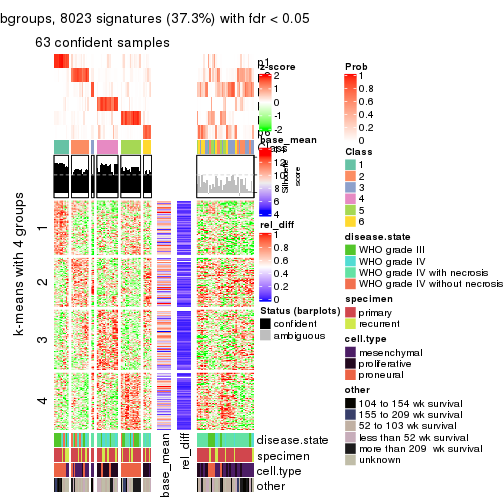 bgroups, 8023 signatures (37.3%) with fdr < 0.05
63 confident samples
p1
z-score
2
1
0
-1
-2
base_mean
14
10
8
6
4
Silhouette
score
rel_diff
1
0.8
0.6
0.4
0.2
0
Status (barplots)
confident
ambiguous
Prob
1
0.8
0.6
0.4
0.2
0
Class
1
2
3
4
5
6
disease.state
WHO grade III
WHO grade IV
WHO grade IV with necrosis
WHO grade IV without necrosis
specimen
primary
recurrent
cell.type
mesenchymal
proliferative
proneural
other
104 to 154 wk survival
155 to 209 wk survival
52 to 103 wk survival
less than 52 wk survival
more than 209  wk survival
unknown
k-means with 4 groups
1
2
3
4
base_mean
rel_diff
disease.state
specimen
cell.type
other